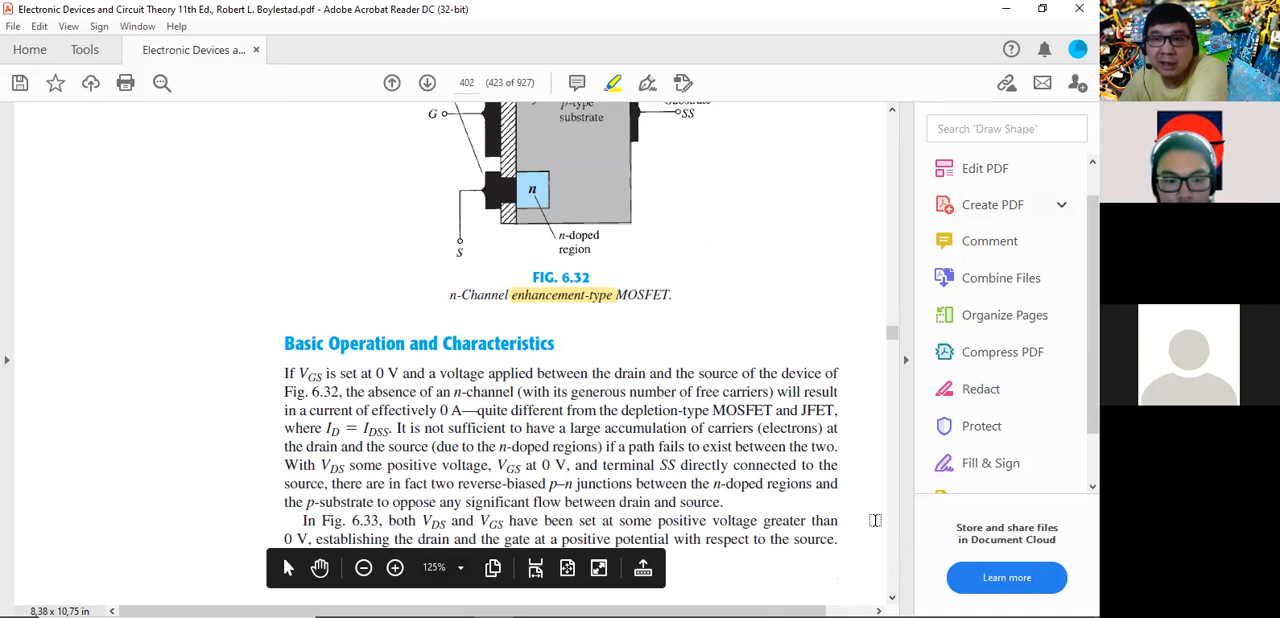 Electronic Devices and Circuit Theory 11th Ed., Robert L. Boylestad.pdf - Adobe Acrobat Reader DC (32-bit)
File Edit View Sign Window Help
Home Tools Electronic Devices a... ×
402 (423 of 927)
p-type
substrate
Substrate
SS
G
n
S
n-doped
region
FIG. 6.32
n-Channel enhancement-type MOSFET.
Basic Operation and Characteristics
If VGS is set at 0 V and a voltage applied between the drain and the source of the device of
Fig. 6.32, the absence of an n-channel (with its generous number of free carriers) will result
in a current of effectively 0 A—quite different from the depletion-type MOSFET and JFET,
where ID = IDSS. It is not sufficient to have a large accumulation of carriers (electrons) at
the drain and the source (due to the n-doped regions) if a path fails to exist between the two.
With VDS some positive voltage, VGS at 0 V, and terminal SS directly connected to the
source, there are in fact two reverse-biased p–n junctions between the n-doped regions and
the p-substrate to oppose any significant flow between drain and source.
In Fig. 6.33, both VDS and VGS have been set at some positive voltage greater than
0 V, establishing the drain and the gate at a positive potential with respect to the source.
125%
8,38 x 10,75 in
Search 'Draw Shape'
Edit PDF
Create PDF
Comment
Combine Files
Organize Pages
Compress PDF
Redact
Protect
Fill & Sign
Store and share files
in Document Cloud
Learn more